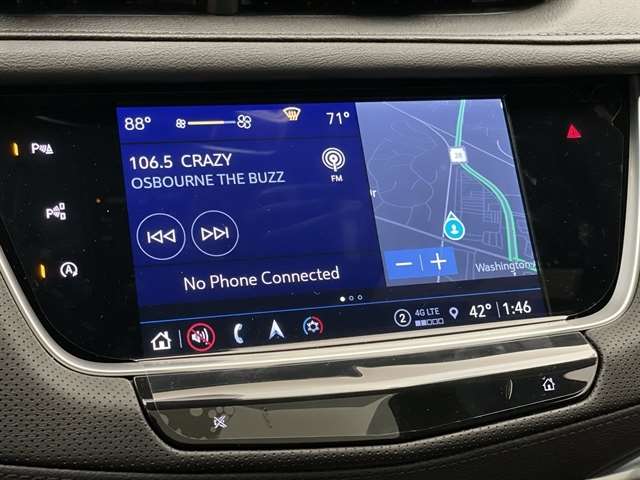 88° 71°
106.5 CRAZY
OSBOURNE THE BUZZ
FM
No Phone Connected
28
Washington
2 4G LTE 42° 1:46
P
P
A